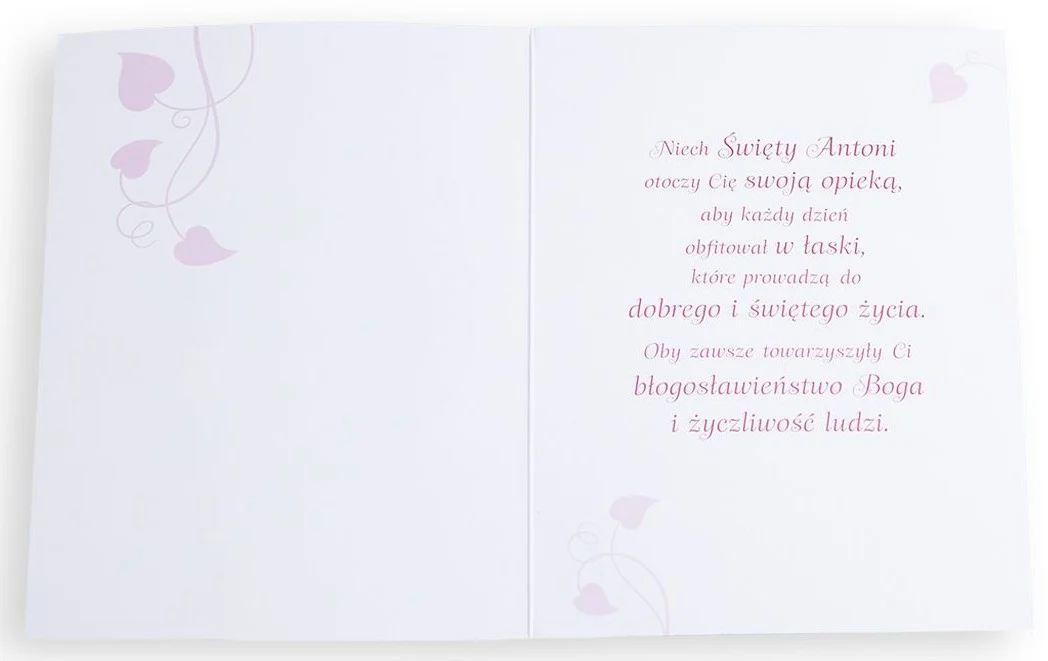 Niech Święty Antoni
otoczy Cię swoją opieką,
aby każdy dzień
obfitował w łaski,
które prowadzą do
dobrego i świętego życia.
Oby zawsze towarzyszyły Ci
błogosławieństwo Boga
i życzliwość ludzi.